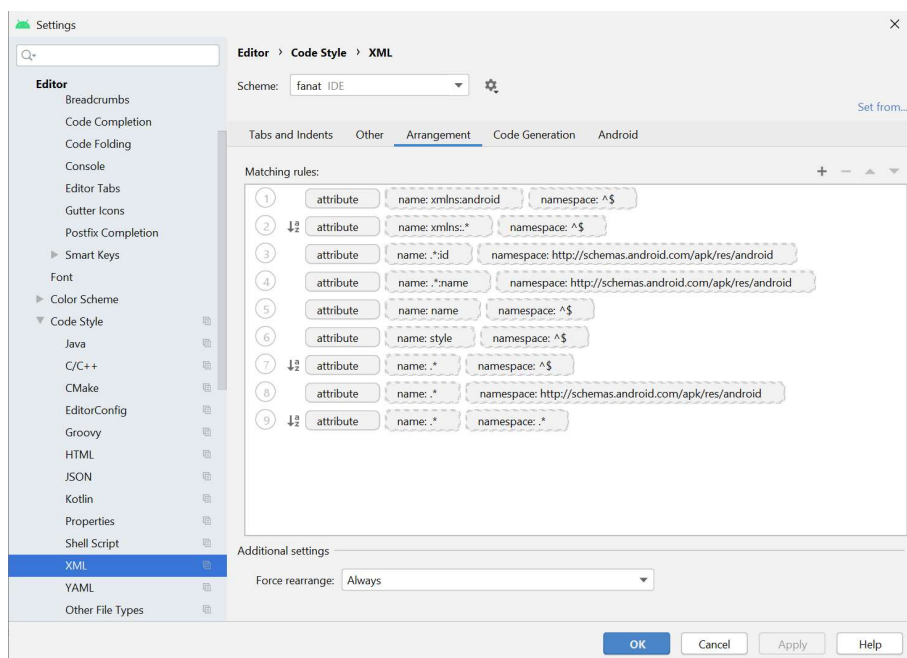 Settings
Editor
Breadcrumbs
Code Completion
Code Folding
Console
Editor Tabs
Gutter Icons
Postfix Completion
Smart Keys
Font
Color Scheme
Code Style
Java
C/C++
CMake
EditorConfig
Groovy
HTML
JSON
Kotlin
Properties
Shell Script
XML
YAML
Other File Types
Editor › Code Style › XML
Scheme: fanat IDE
Set from...
Tabs and Indents Other Arrangement Code Generation Android
Matching rules:
1 attribute name: xmlns:android namespace: ^$
2 attribute name: xmlns:.* namespace: ^$
3 attribute name: .*:id namespace: http://schemas.android.com/apk/res/android
4 attribute name: .*:name namespace: http://schemas.android.com/apk/res/android
5 attribute name: name namespace: ^$
6 attribute name: style namespace: ^$
7 attribute name: .* namespace: ^$
8 attribute name: .* namespace: http://schemas.android.com/apk/res/android
9 attribute name: .* namespace: .*
Additional settings
Force rearrange: Always
OK Cancel Apply Help